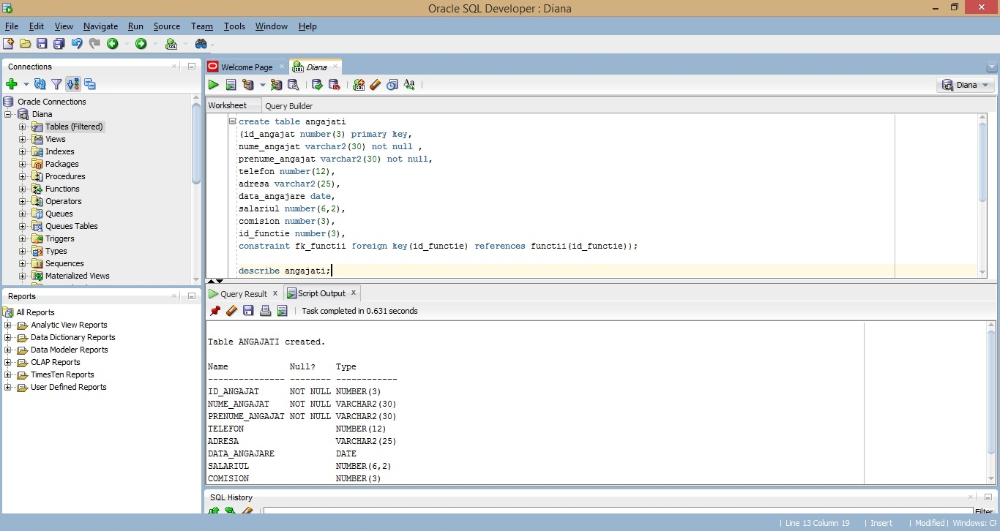 Oracle SQL Developer : Diana
File Edit View Navigate Run Source Team Tools Window Help
Connections
Oracle Connections
Diana
Tables (Filtered)
Views
Indexes
Packages
Procedures
Functions
Operators
Queues
Queues Tables
Triggers
Types
Sequences
Materialized Views
Reports
All Reports
Analytic View Reports
Data Dictionary Reports
Data Modeler Reports
OLAP Reports
TimesTen Reports
User Defined Reports
Welcome Page
Diana
Diana
Worksheet Query Builder
create table angajati
(id_angajat number(3) primary key,
nume_angajat varchar2(30) not null ,
prenume_angajat varchar2(30) not null,
telefon number(12),
adresa varchar2(25),
data_angajare date,
salariul number(6,2),
comision number(3),
id_functie number(3),
constraint fk_functii foreign key(id_functie) references functii(id_functie));
describe angajati;
Query Result x Script Output x
Task completed in 0.631 seconds
Table ANGAJATI created.
Name Null? Type
--------------- -------- ------------
ID_ANGAJAT NOT NULL NUMBER(3)
NUME_ANGAJAT NOT NULL VARCHAR2(30)
PRENUME_ANGAJAT NOT NULL VARCHAR2(30)
TELEFON NUMBER(12)
ADRESA VARCHAR2(25)
DATA_ANGAJARE DATE
SALARIUL NUMBER(6,2)
COMISION NUMBER(3)
SQL History
Filter
Line 13 Column 19 | Insert | Modified | Windows: